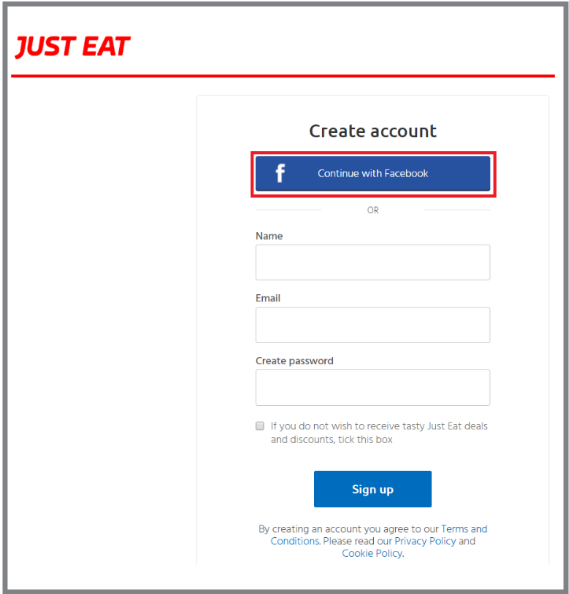 JUST EAT
Create account
f
Continue with Facebook
OR
Name
Email
Create password
If you do not wish to receive tasty Just Eat deals
and discounts, tick this box
Sign up
By creating an account you agree to our Terms and
Conditions. Please read our Privacy Policy and
Cookie Policy.